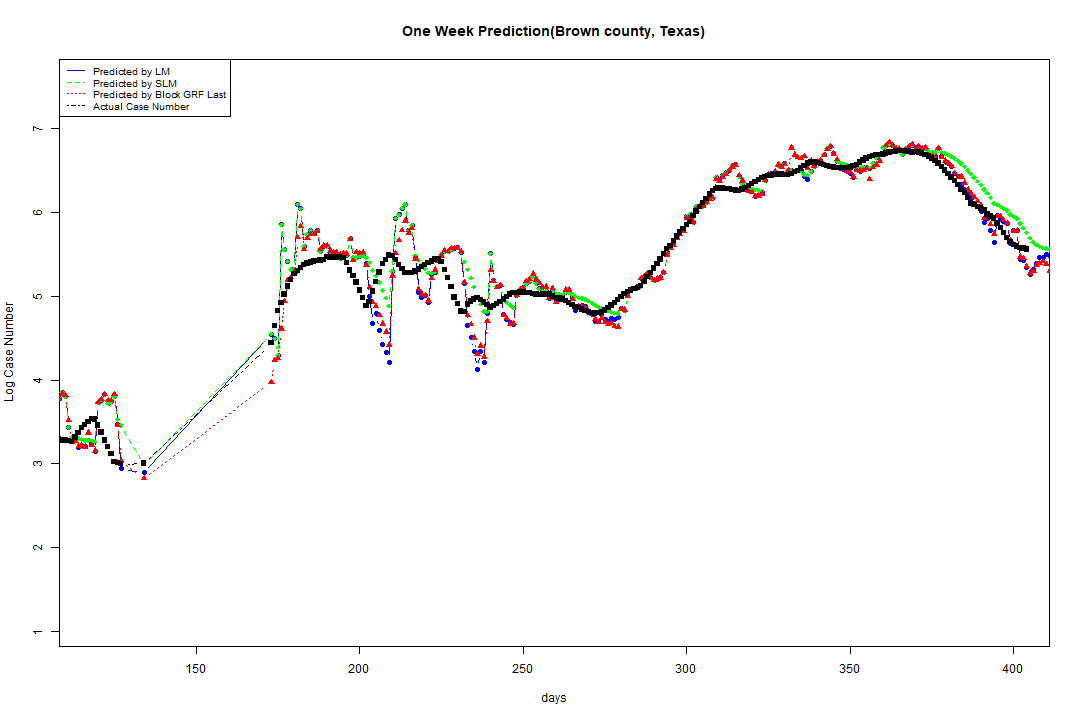 One Week Prediction(Brown county, Texas)
Predicted by LM
Predicted by SLM
Predicted by Block GRF Last
Actual Case Number
7
6
5
4
3
2
1
Log Case Number
150 200 250 300 350 400
days